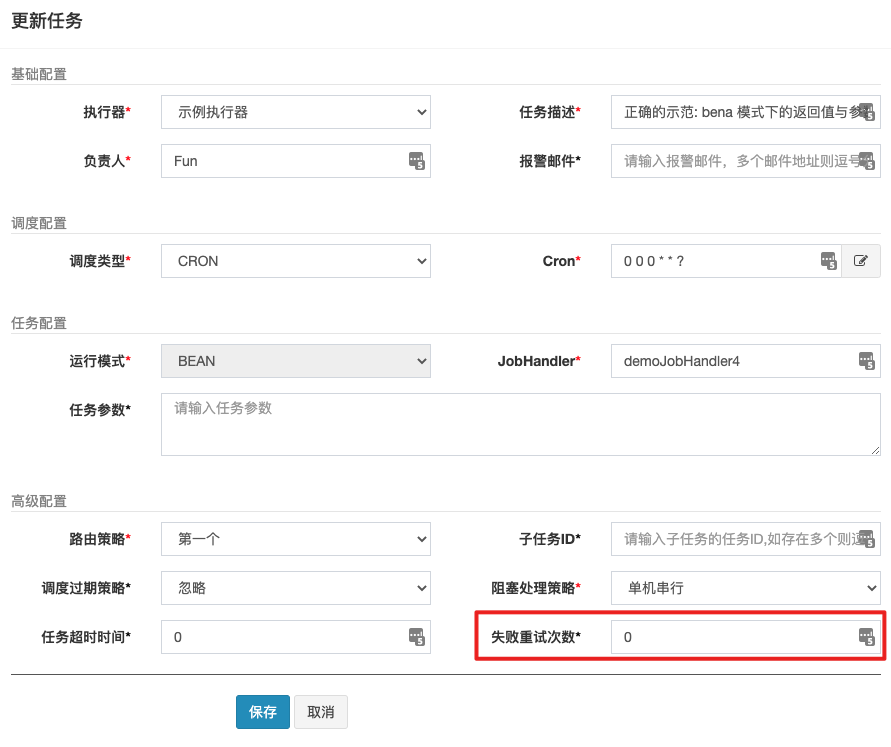 更新任务
基础配置
执行器* 示例执行器 任务描述* 正确的示范: bena 模式下的返回值与参
负责人* Fun 报警邮件* 请输入报警邮件，多个邮件地址则逗号
调度配置
调度类型* CRON Cron* 0 0 0 * * ?
任务配置
运行模式* BEAN JobHandler* demoJobHandler4
任务参数* 请输入任务参数
高级配置
路由策略* 第一个 子任务ID* 请输入子任务的任务ID,如存在多个则逗
调度过期策略* 忽略 阻塞处理策略* 单机串行
任务超时时间* 0 失败重试次数* 0
保存 取消